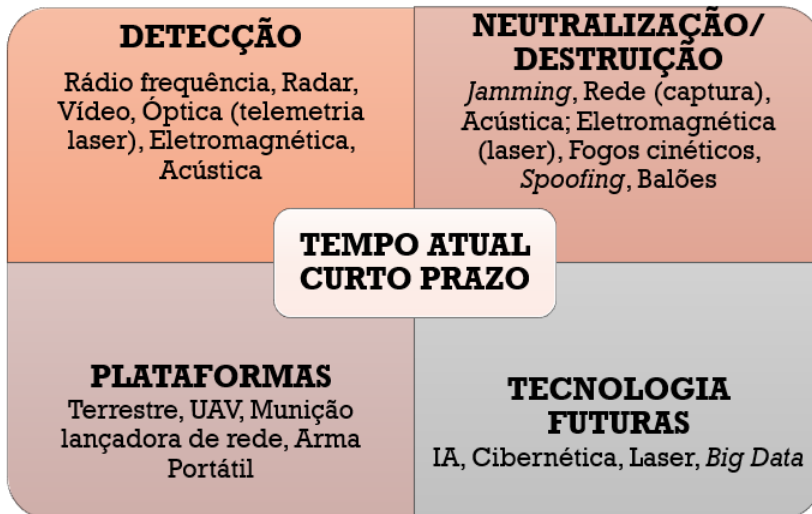 DETECÇÃO
Rádio frequência, Radar,
Vídeo, Óptica (telemetria
laser), Eletromagnética,
Acústica
NEUTRALIZAÇÃO/
DESTRUIÇÃO
Jamming, Rede (captura),
Acústica; Eletromagnética
(laser), Fogos cinéticos,
Spoofing, Balões
TEMPO ATUAL
CURTO PRAZO
PLATAFORMAS
Terrestre, UAV, Munição
lançadora de rede, Arma
Portátil
TECNOLOGIA
FUTURAS
IA, Cibernética, Laser, Big Data